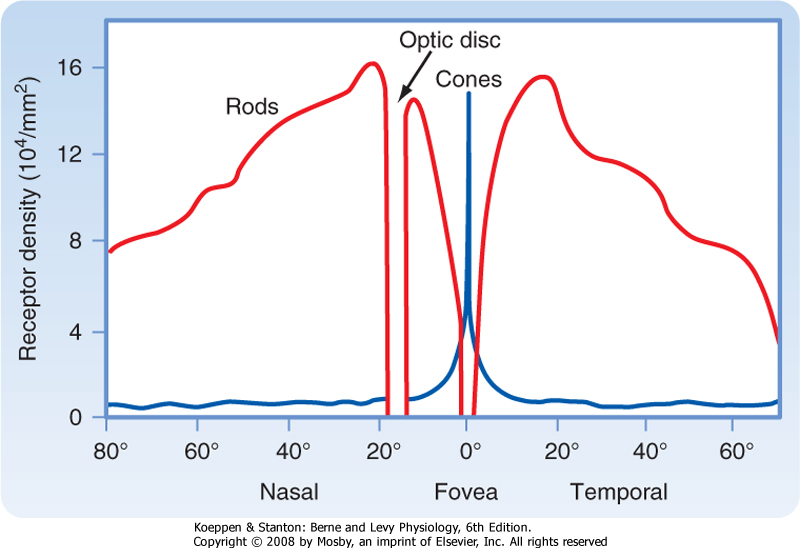 Optic disc
Cones
Rods
Receptor density (10⁴/mm²)
16
12
8
4
0
80° 60° 40° 20° 0° 20° 40° 60°
Nasal Fovea Temporal
Koeppen & Stanton: Berne and Levy Physiology, 6th Edition.
Copyright © 2008 by Mosby, an imprint of Elsevier, Inc. All rights reserved